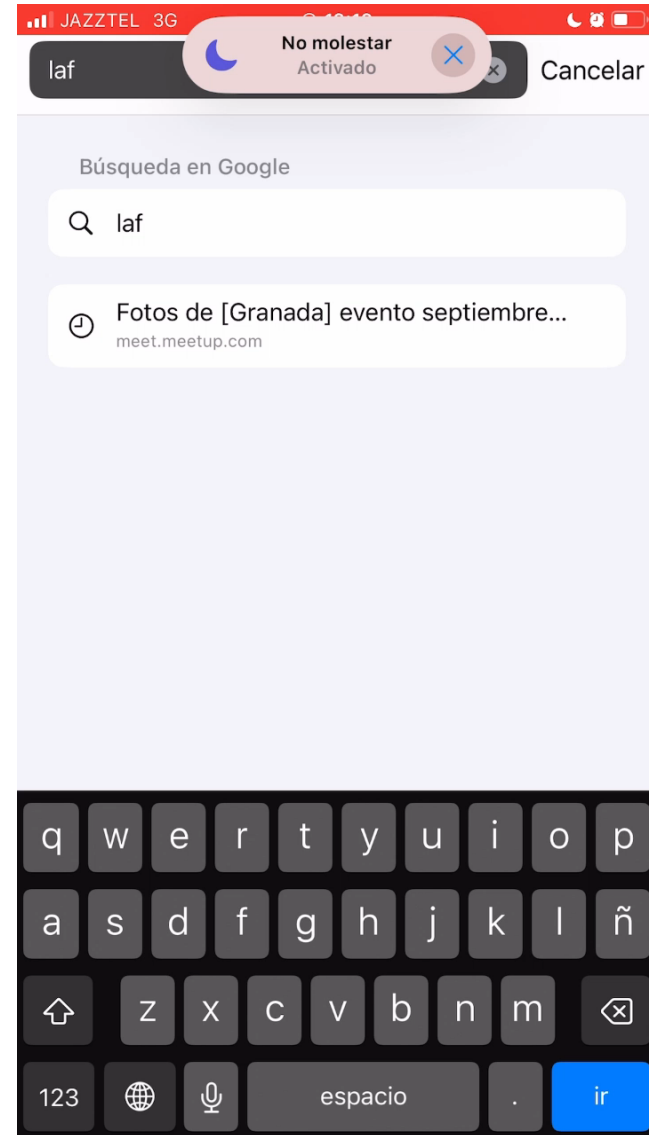 JAZZTEL 3G
No molestar
Activado
laf
Cancelar
Búsqueda en Google
laf
Fotos de [Granada] evento septiembre...
meet.meetup.com
q w e r t y u i o p
a s d f g h j k l ñ
z x c v b n m
123 espacio . ir